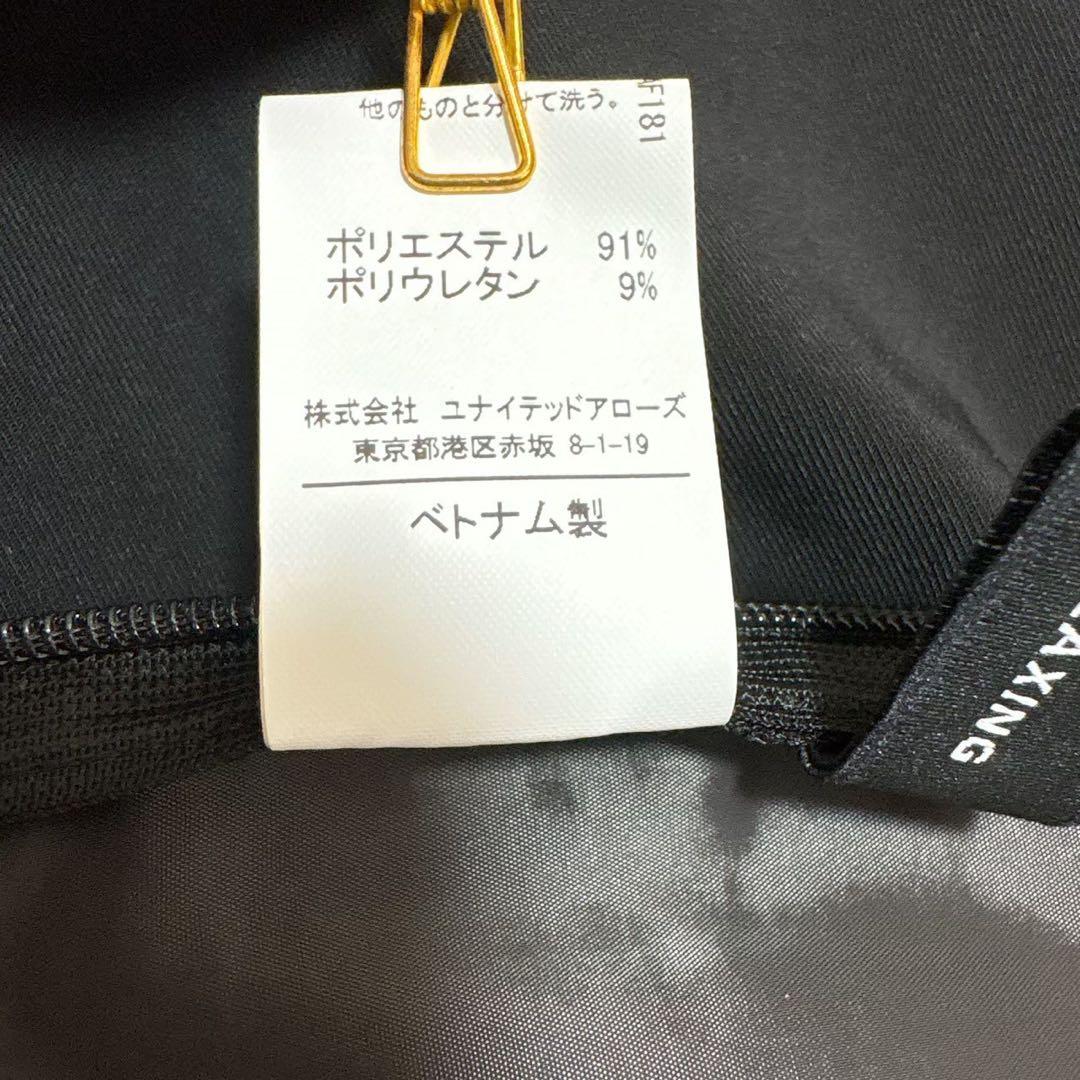 他のものと分けて洗う。
AF181
ポリエステル 91%
ポリウレタン 9%
株式会社 ユナイテッドアローズ
東京都港区赤坂 8-1-19
ベトナム製
LAXING